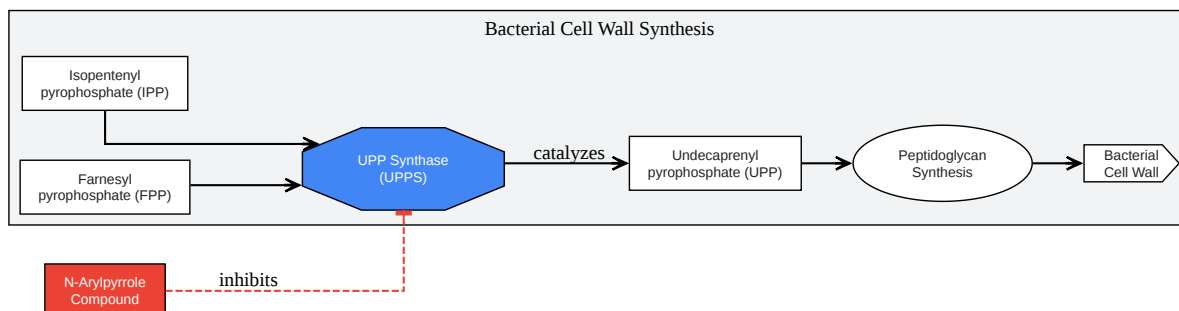 Bacterial Cell Wall Synthesis
Isopentenyl
pyrophosphate (IPP)
Farnesyl
pyrophosphate (FPP)
UPP Synthase
(UPPS)
catalyzes
Undecaprenyl
pyrophosphate (UPP)
Peptidoglycan
Synthesis
Bacterial
Cell Wall
N-Arylpyrrole
Compound
inhibits